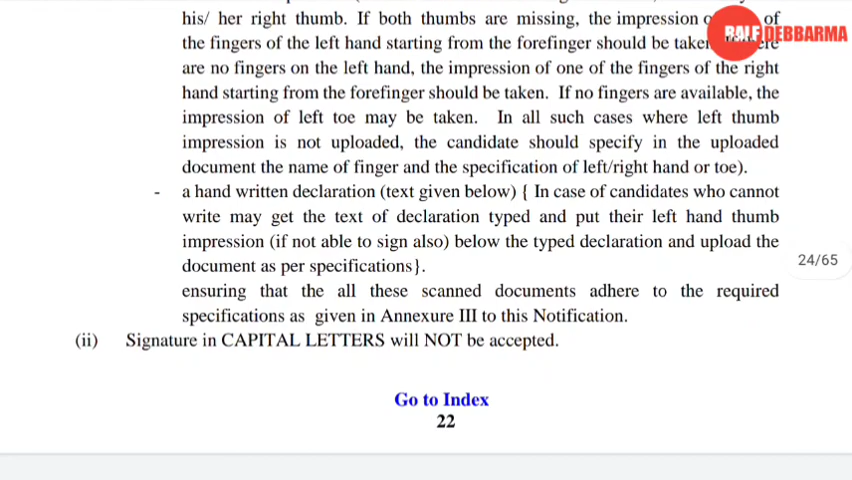 his/ her right thumb. If both thumbs are missing, the impression of
the fingers of the left hand starting from the forefinger should be
are no fingers on the left hand, the impression of one of the fingers of the right
hand starting from the forefinger should be taken. If no fingers are available, the
impression of left toe may be taken. In all such cases where left thumb
impression is not uploaded, the candidate should specify in the uploaded
document the name of finger and the specification of left/right hand or toe).
- a hand written declaration (text given below) { In case of candidates who cannot
write may get the text of declaration typed and put their left hand thumb
impression (if not able to sign also) below the typed declaration and upload the
document as per specifications}.
ensuring that the all these scanned documents adhere to the required
specifications as given in Annexure III to this Notification.
(ii) Signature in CAPITAL LETTERS will NOT be accepted.
Go to Index
22
24/65
DEBBARMA